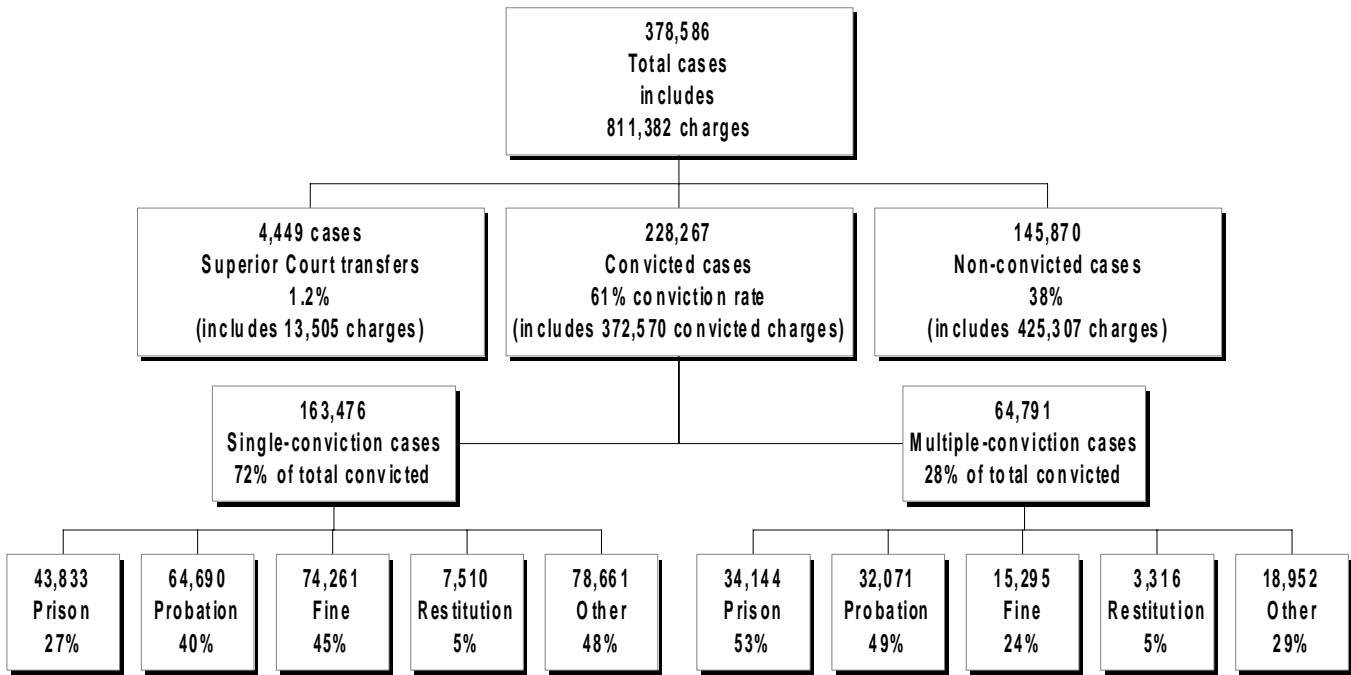 378,586
Total cases
includes
811,382 charges
4,449 cases
Superior Court transfers
1.2%
(includes 13,505 charges)
228,267
Convicted cases
61% conviction rate
(includes 372,570 convicted charges)
145,870
Non-convicted cases
38%
(includes 425,307 charges)
163,476
Single-conviction cases
72% of total convicted
64,791
Multiple-conviction cases
28% of total convicted
43,833
Prison
27%
64,690
Probation
40%
74,261
Fine
45%
7,510
Restitution
5%
78,661
Other
48%
34,144
Prison
53%
32,071
Probation
49%
15,295
Fine
24%
3,316
Restitution
5%
18,952
Other
29%